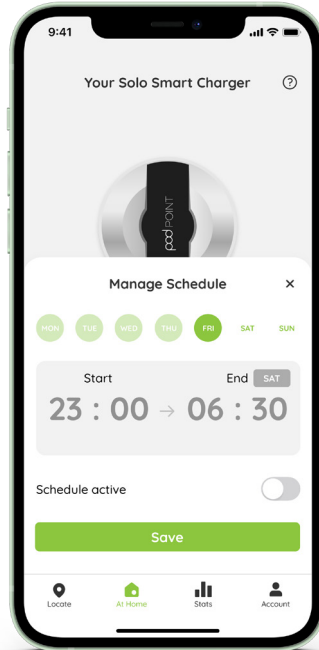 9:41
Your Solo Smart Charger ?
pod POINT
Manage Schedule ×
MON TUE WED THU FRI SAT SUN
Start End SAT
23 : 00 → 06 : 30
Schedule active
Save
Locate At Home Stats Account